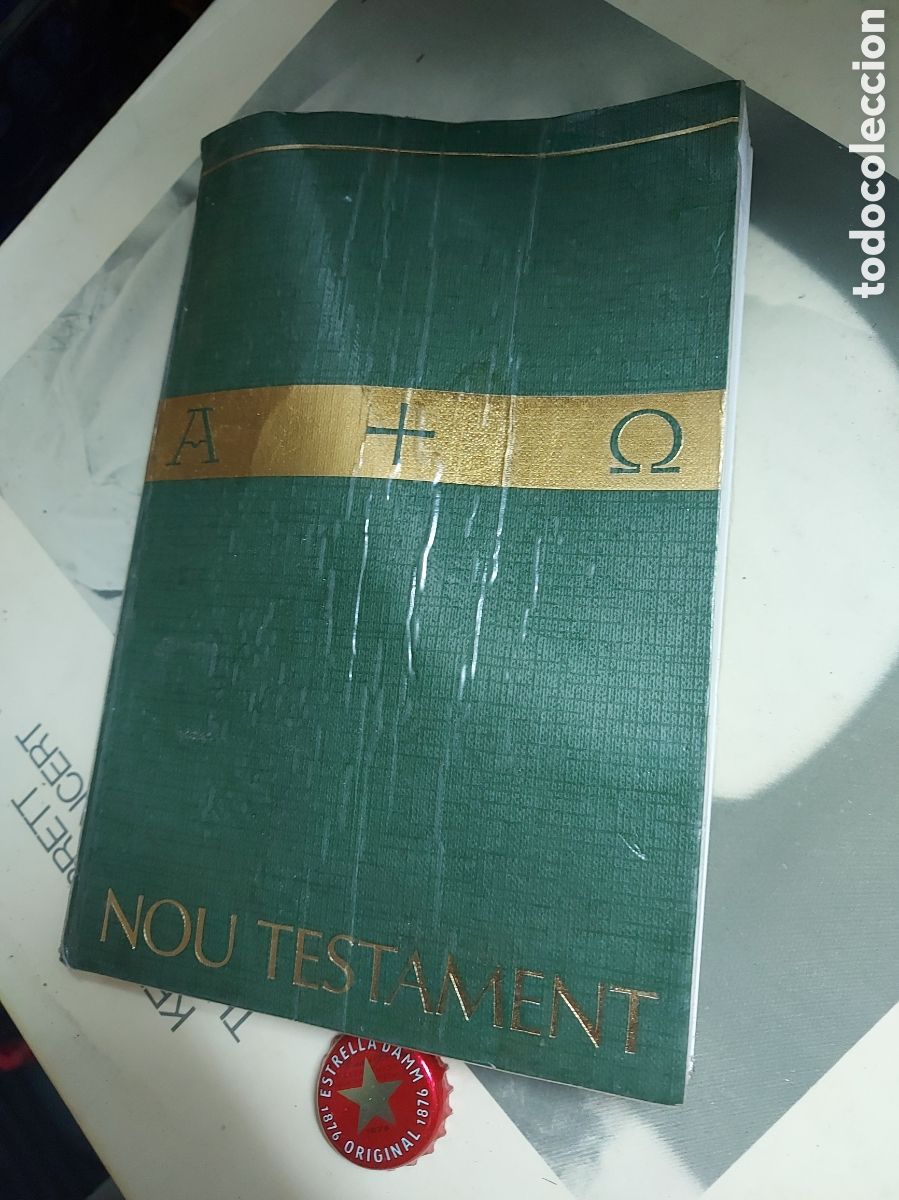 todocoleccion
A + Ω
NOU TESTAMENT
ESTRELLA DAMM
1876 ORIGINAL 1876